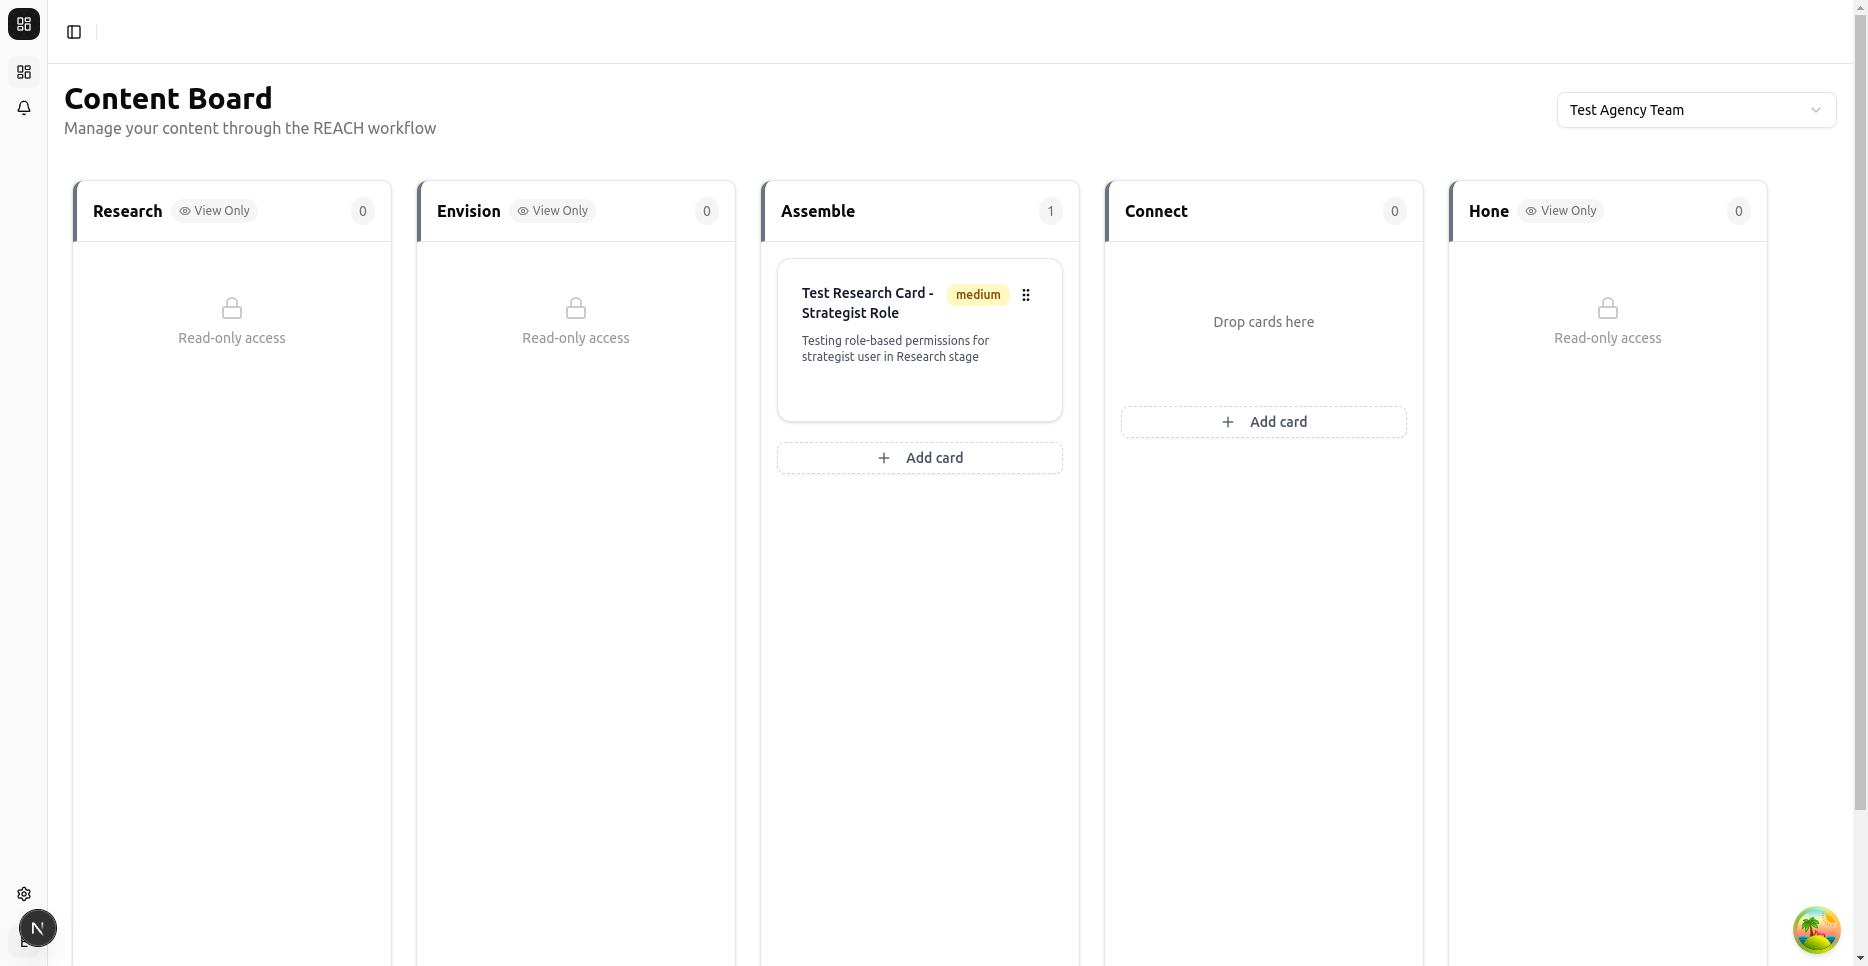 Content Board
Manage your content through the REACH workflow
Test Agency Team
Research
View Only
0
Read-only access
Envision
View Only
0
Read-only access
Assemble
1
Test Research Card -
Strategist Role
medium
Testing role-based permissions for
strategist user in Research stage
Add card
Connect
0
Drop cards here
Add card
Hone
View Only
0
Read-only access
N